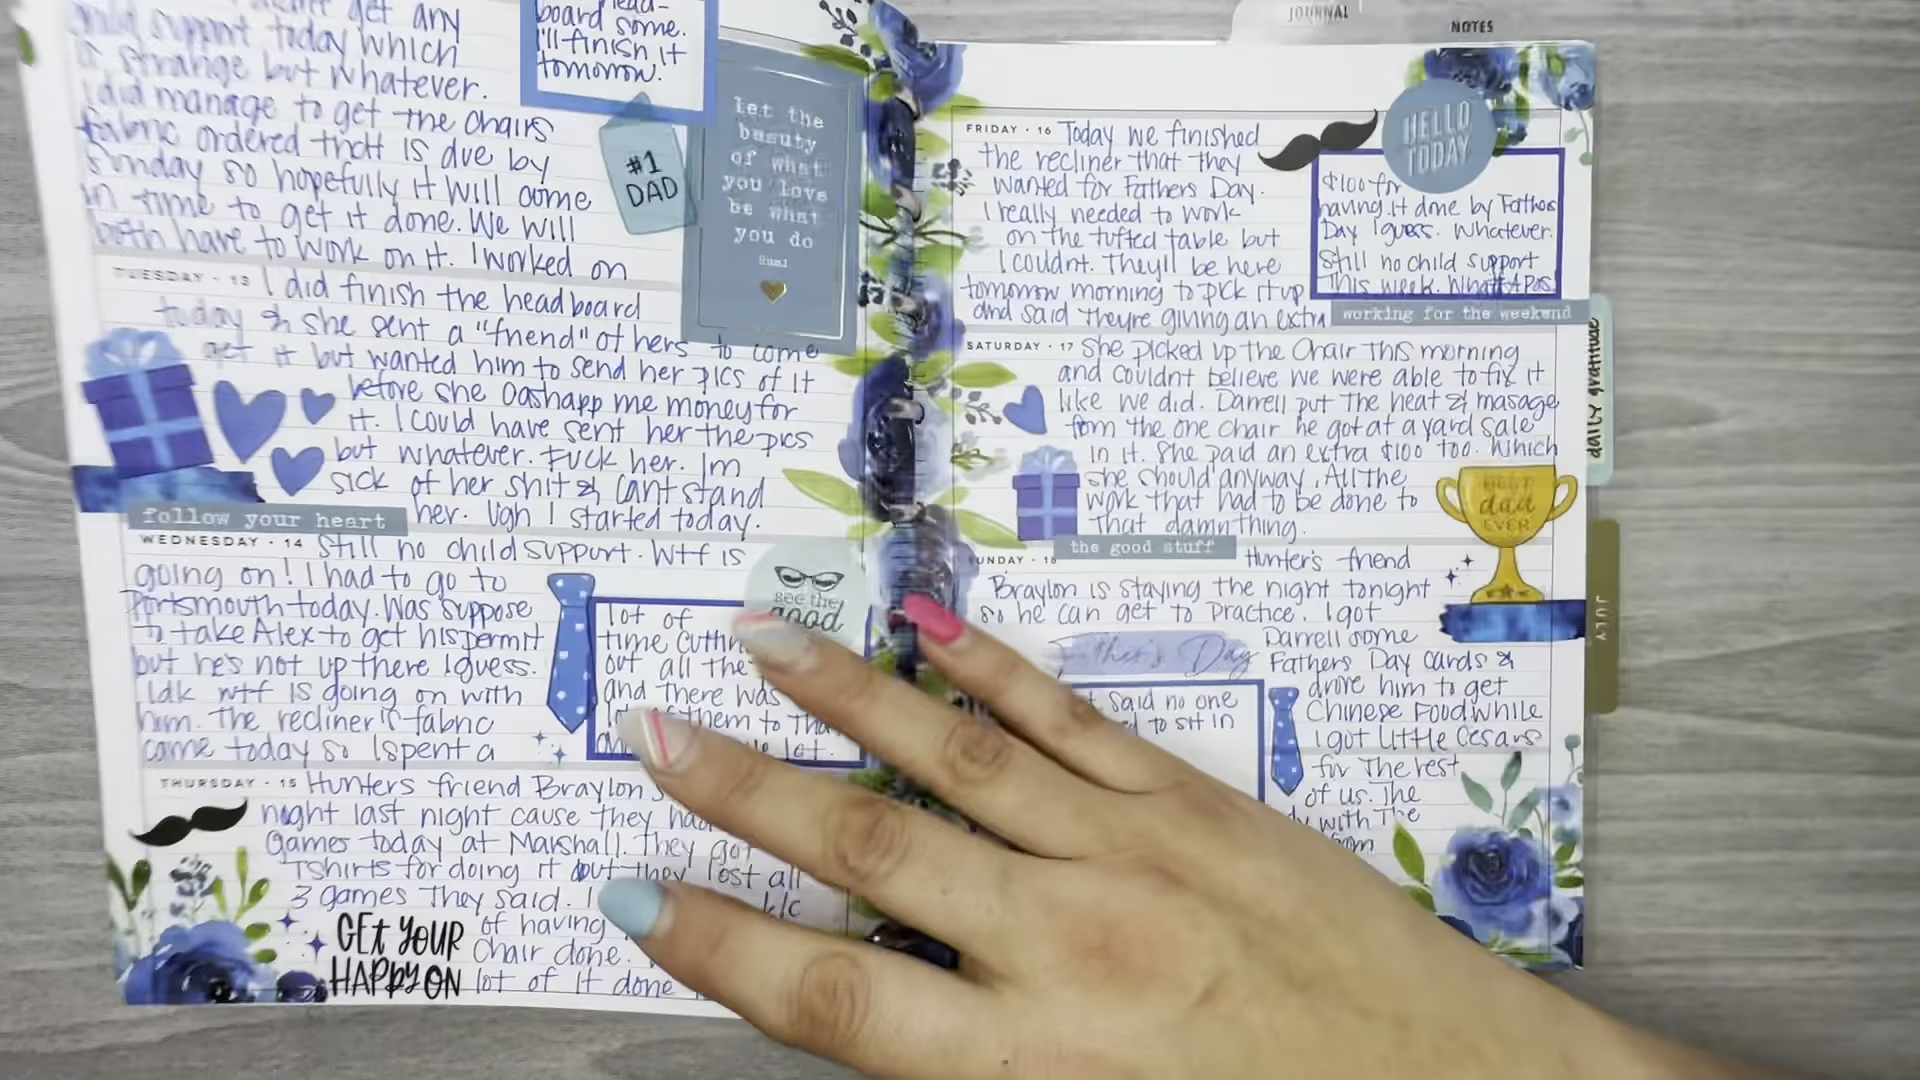 get any
child support today which
is strange but whatever.
I did manage to get the chairs
fabric ordered that is due by
Sunday so hopefully it will come
in time to get it done. We will
both have to work on it. I worked on
board some.
I'll finish it
tomorrow.
#1
DAD
let the
beauty
of what
you love
be what
you do
Rumi
TUESDAY · 13 I did finish the headboard
today & she sent a "friend" of hers to come
get it but wanted him to send her pics of it
before she Cashapp me money for
it. I could have sent her the pics
but whatever. Fuck her. Im
sick of her shit & cant stand
her. Ugh I started today.
follow your heart
WEDNESDAY · 14 Still no child support. Wtf is
going on! I had to go to
Portsmouth today. Was suppose
to take Alex to get his permit
but he's not up there I guess.
Idk wtf is going on with
him. The recliner fabric
came today so I spent a
lot of
time cutting
out all the
and there was
them to
lot.
see the
good
THURSDAY · 15 Hunters friend Braylon
night last night cause they had
games today at Marshall. They got
Tshirts for doing it but they lost all
3 games they said. I
of having
chair done.
lot of it done
GET YOUR
HAPPY ON
JOURNAL
NOTES
FRIDAY · 16 Today we finished
the recliner that they
wanted for Fathers Day.
I really needed to work
on the tufted table but
I couldnt. They'll be here
tomorrow morning to pick it up
and said theyre giving an extra
HELLO
TODAY
$100 for
having it done by Fathers
Day I guess. Whatever.
Still no child support
this week. What A Pos
working for the weekend
SATURDAY · 17 She picked up the chair this morning
and couldnt believe we were able to fix it
like we did. Darrell put the heat & masage
from the one chair he got at a yard sale
in it. She paid an extra $100 too. Which
she should anyway. All the
work that had to be done to
that damn thing.
BEST
dad
EVER
the good stuff
SUNDAY · 18 Hunter's friend
Braylon is staying the night tonight
so he can get to practice. I got
Darrell some
Fathers Day cards &
drove him to get
Chinese Food while
I got Little Cesars
for the rest
of us. The
with the
Father's Day
said no one
to sit in
daily gratitude
JULY